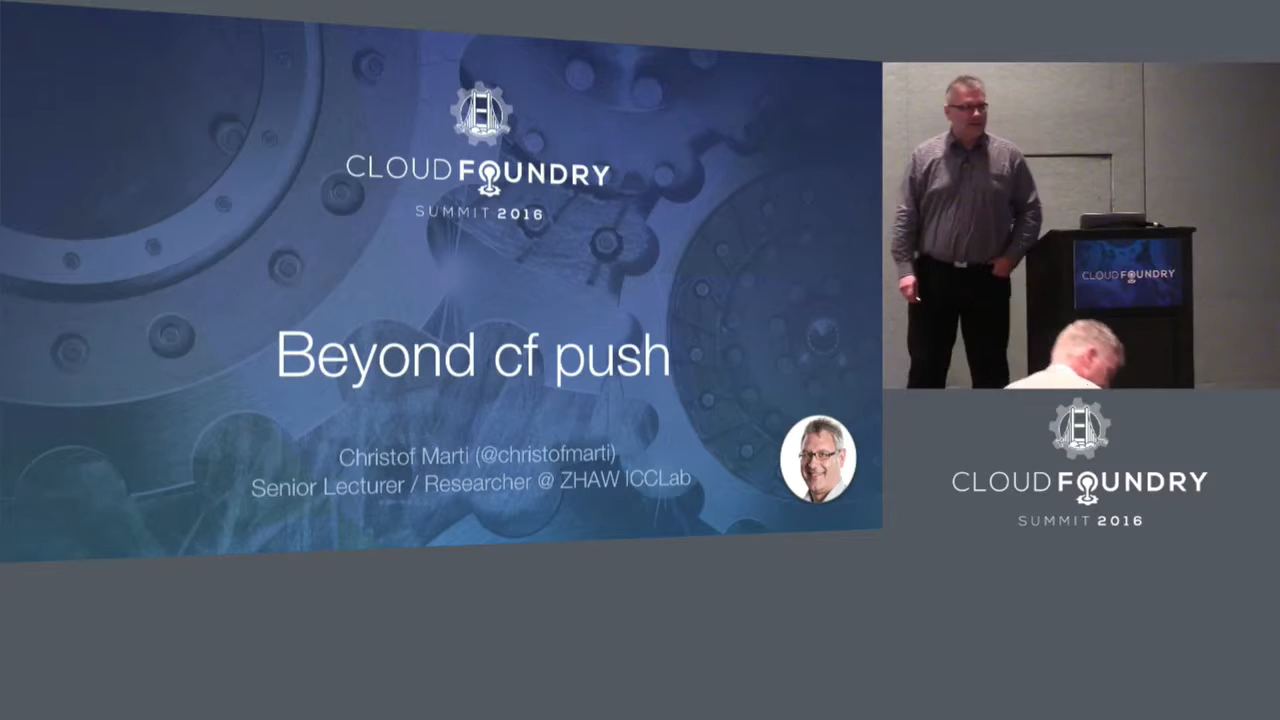 CLOUD FOUNDRY
SUMMIT 2016
Beyond cf push
Christof Marti (@christofmarti)
Senior Lecturer / Researcher @ ZHAW ICCLab
CLOUD FOUNDRY
CLOUD FOUNDRY
SUMMIT 2016